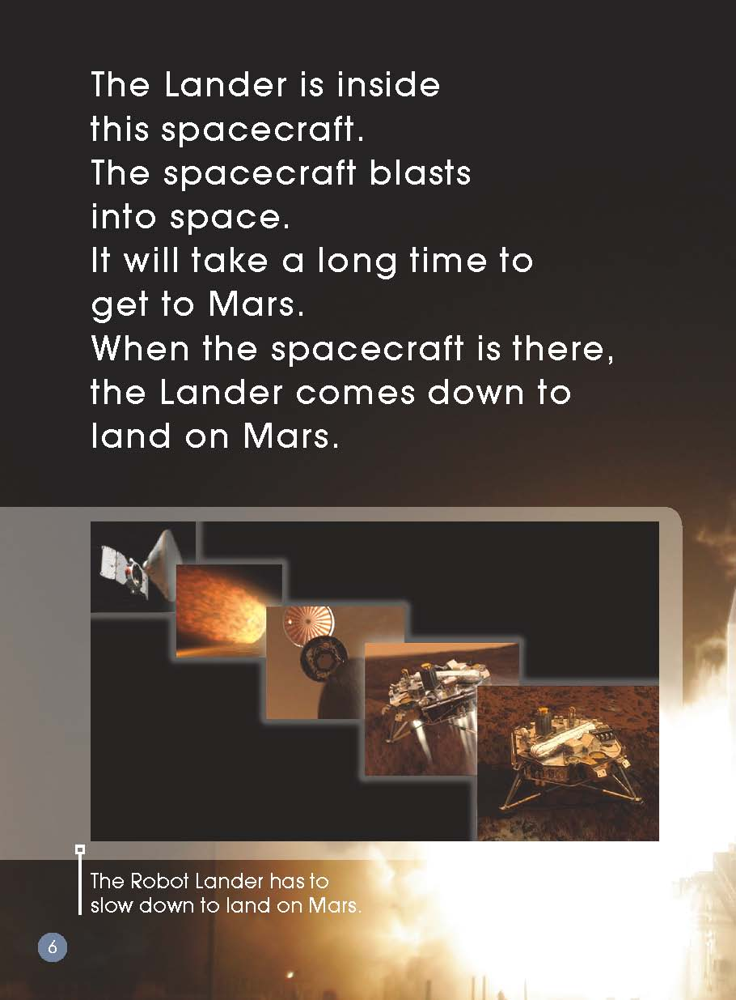 The Lander is inside
this spacecraft.
The spacecraft blasts
into space.
It will take a long time to
get to Mars.
When the spacecraft is there,
the Lander comes down to
land on Mars.
The Robot Lander has to
slow down to land on Mars.
6